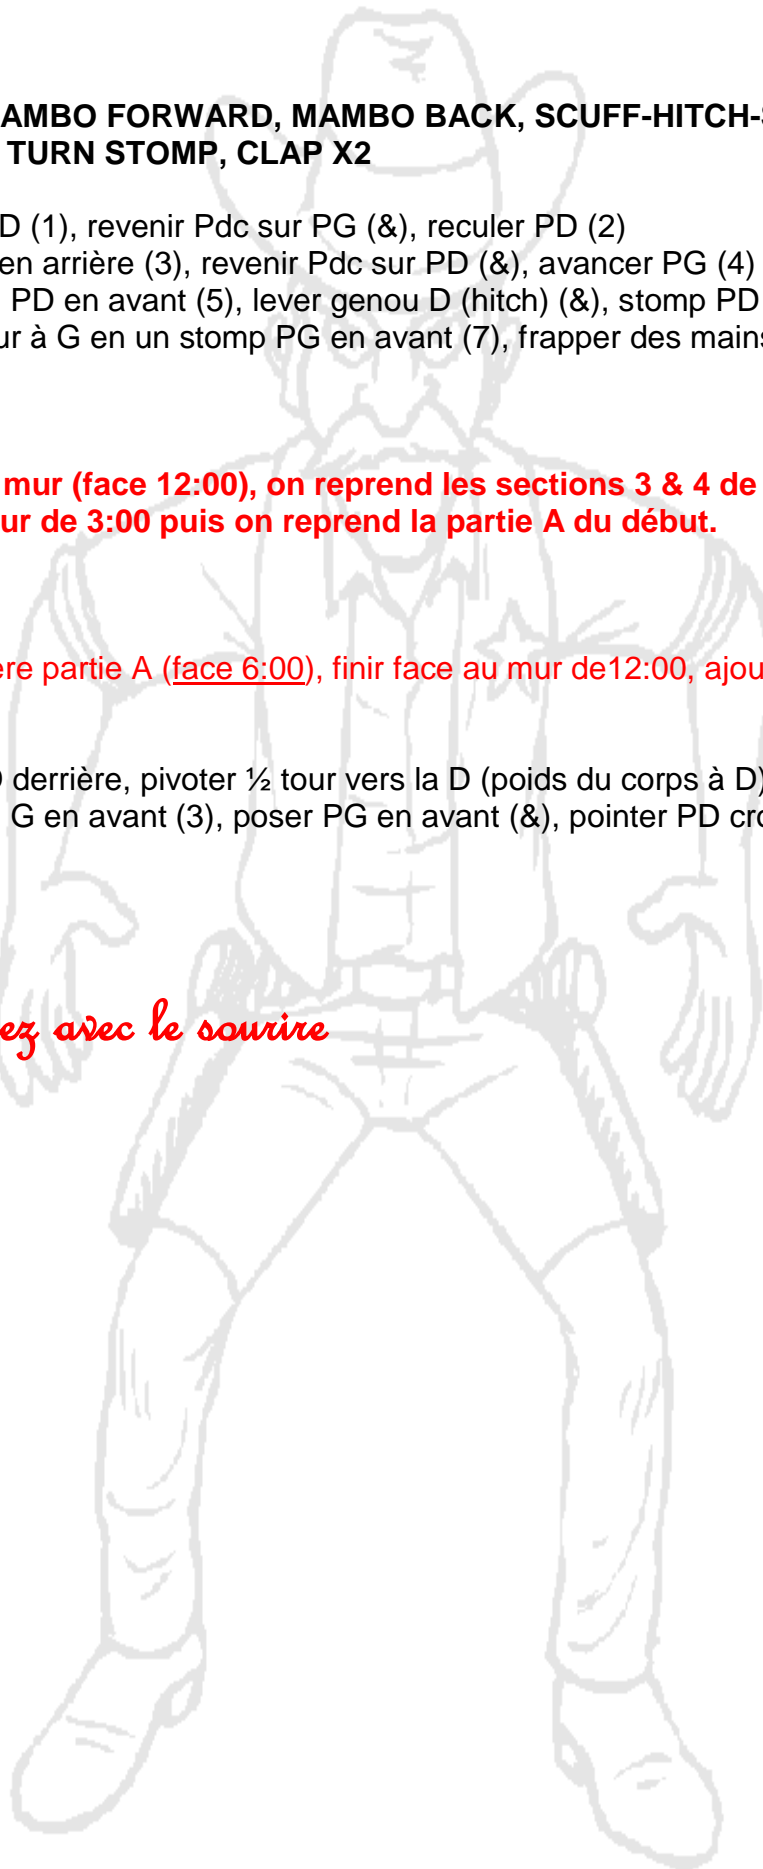 AMBO FORWARD, MAMBO BACK, SCUFF-HITCH-S
TURN STOMP, CLAP X2
D (1), revenir Pdc sur PG (&), reculer PD (2)
en arrière (3), revenir Pdc sur PD (&), avancer PG (4)
PD en avant (5), lever genou D (hitch) (&), stomp PD
ur à G en un stomp PG en avant (7), frapper des mains
mur (face 12:00), on reprend les sections 3 & 4 de
ur de 3:00 puis on reprend la partie A du début.
ère partie A (face 6:00), finir face au mur de12:00, ajou
derrière, pivoter ½ tour vers la D (poids du corps à D)
G en avant (3), poser PG en avant (&), pointer PD cro
ez avec le sourire